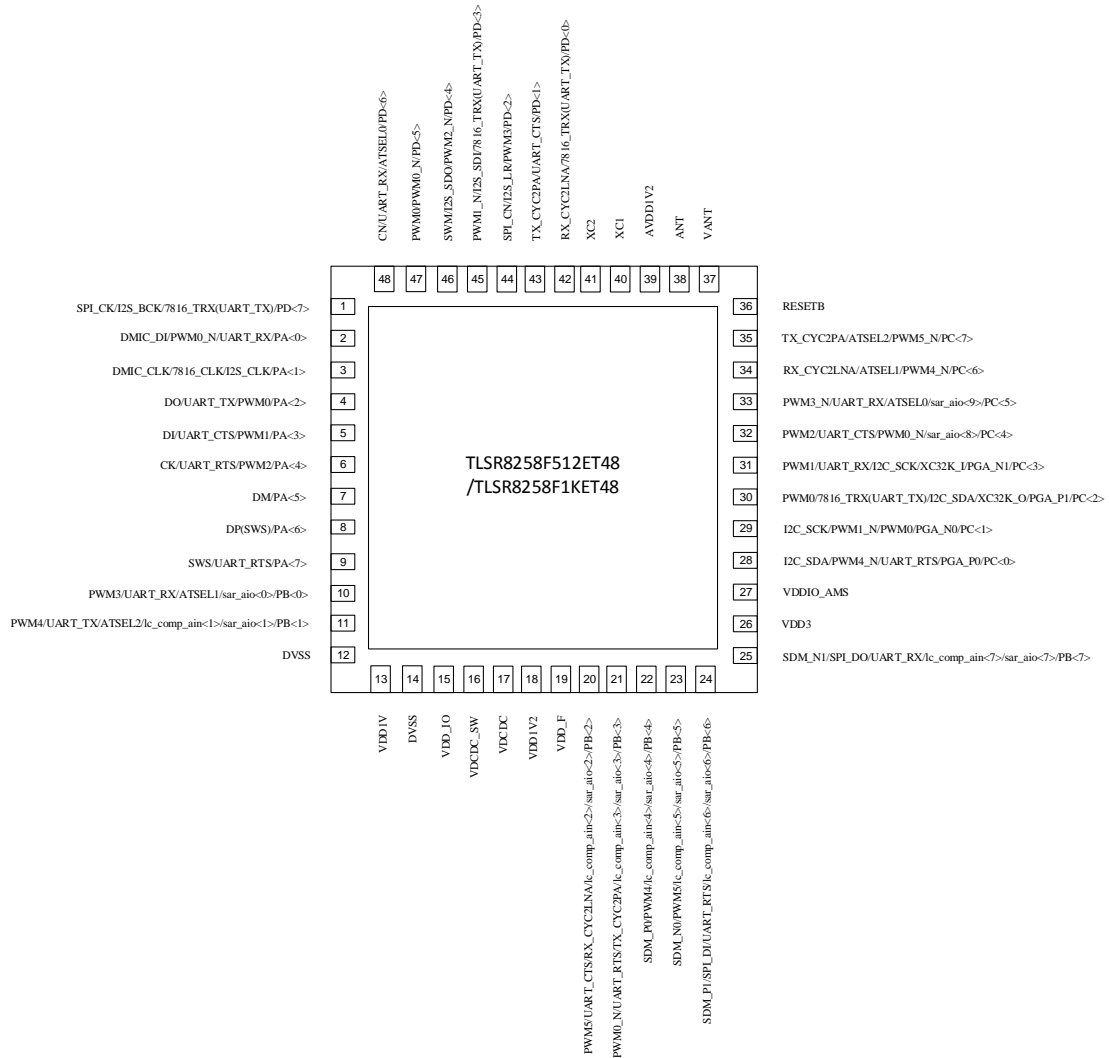 CN/UART_RX/ATSEL0/PD<6>
PWM0/PWM0_N/PD<5>
SWM/I2S_SDO/PWM2_N/PD<4>
PWM1_N/I2S_SDI/7816_TRX(UART_TX)/PD<3>
SPI_CN/I2S_LR/PWM3/PD<2>
TX_CYC2PA/UART_CTS/PD<1>
RX_CYC2LNA/7816_TRX(UART_TX)/PD<0>
XC2
XC1
AVDD1V2
ANT
VANT
48 47 46 45 44 43 42 41 40 39 38 37
SPI_CK/I2S_BCK/7816_TRX(UART_TX)/PD<7> 1
DMIC_DI/PWM0_N/UART_RX/PA<0> 2
DMIC_CLK/7816_CLK/I2S_CLK/PA<1> 3
DO/UART_TX/PWM0/PA<2> 4
DI/UART_CTS/PWM1/PA<3> 5
CK/UART_RTS/PWM2/PA<4> 6
DM/PA<5> 7
DP(SWS)/PA<6> 8
SWS/UART_RTS/PA<7> 9
PWM3/UART_RX/ATSEL1/sar_aio<0>/PB<0> 10
PWM4/UART_TX/ATSEL2/lc_comp_ain<1>/sar_aio<1>/PB<1> 11
DVSS 12
TLSR8258F512ET48
/TLSR8258F1KET48
36 RESETB
35 TX_CYC2PA/ATSEL2/PWM5_N/PC<7>
34 RX_CYC2LNA/ATSEL1/PWM4_N/PC<6>
33 PWM3_N/UART_RX/ATSEL0/sar_aio<9>/PC<5>
32 PWM2/UART_CTS/PWM0_N/sar_aio<8>/PC<4>
31 PWM1/UART_RX/I2C_SCK/XC32K_I/PGA_N1/PC<3>
30 PWM0/7816_TRX(UART_TX)/I2C_SDA/XC32K_O/PGA_P1/PC<2>
29 I2C_SCK/PWM1_N/PWM0/PGA_N0/PC<1>
28 I2C_SDA/PWM4_N/UART_RTS/PGA_P0/PC<0>
27 VDDIO_AMS
26 VDD3
25 SDM_N1/SPI_DO/UART_RX/lc_comp_ain<7>/sar_aio<7>/PB<7>
13 14 15 16 17 18 19 20 21 22 23 24
VDD1V
DVSS
VDD_IO
VDCDC_SW
VDCDC
VDD1V2
VDD_F
PWM5/UART_CTS/RX_CYC2LNA/lc_comp_ain<2>/sar_aio<2>/PB<2>
PWM0_N/UART_RTS/TX_CYC2PA/lc_comp_ain<3>/sar_aio<3>/PB<3>
SDM_P0/PWM4/lc_comp_ain<4>/sar_aio<4>/PB<4>
SDM_N0/PWM5/lc_comp_ain<5>/sar_aio<5>/PB<5>
SDM_P1/SPI_DI/UART_RTS/lc_comp_ain<6>/sar_aio<6>/PB<6>